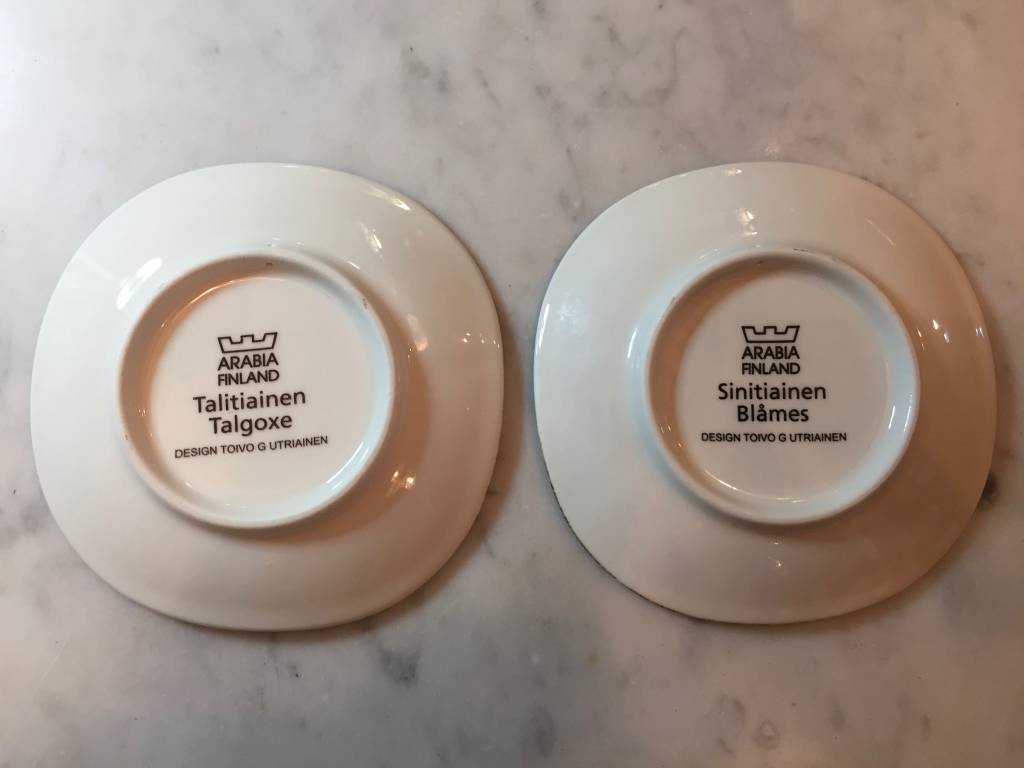 ARABIA
FINLAND
Talitiainen
Talgoxe
DESIGN TOIVO G UTRIAINEN
ARABIA
FINLAND
Sinitiainen
Blåmes
DESIGN TOIVO G UTRIAINEN